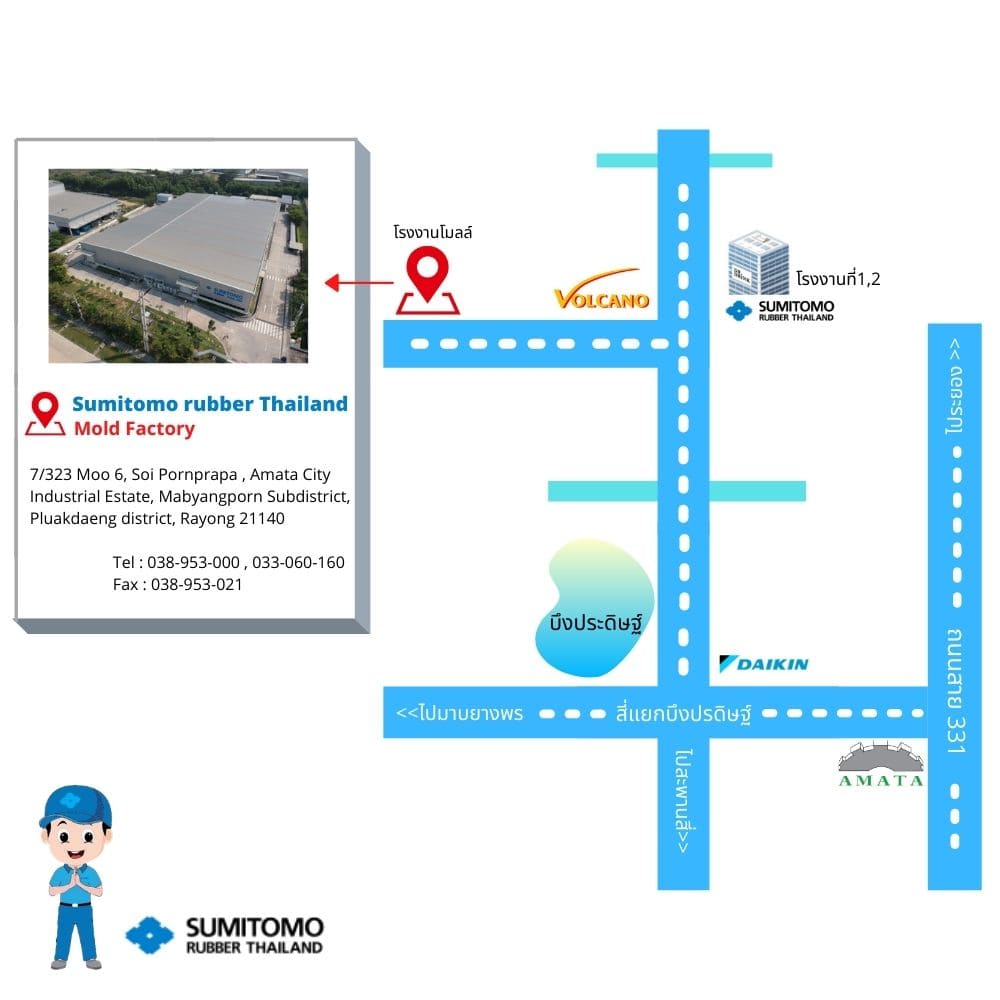 โรงงานโมลล์
VOLCANO
โรงงานที่1,2
SUMITOMO
RUBBER THAILAND
SUMITOMO
Sumitomo rubber Thailand
Mold Factory
7/323 Moo 6, Soi Pornprapa , Amata City
Industrial Estate, Mabyangporn Subdistrict,
Pluakdaeng district, Rayong 21140
Tel : 038-953-000 , 033-060-160
Fax : 038-953-021
ไประยอง >>
บึงประดิษฐ์
DAIKIN
<<ไปมาบยางพร
สี่แยกบึงปรดิษฐ์
ถนนสาย 331
AMATA
ไปสะพานสี่>>
SUMITOMO
RUBBER THAILAND